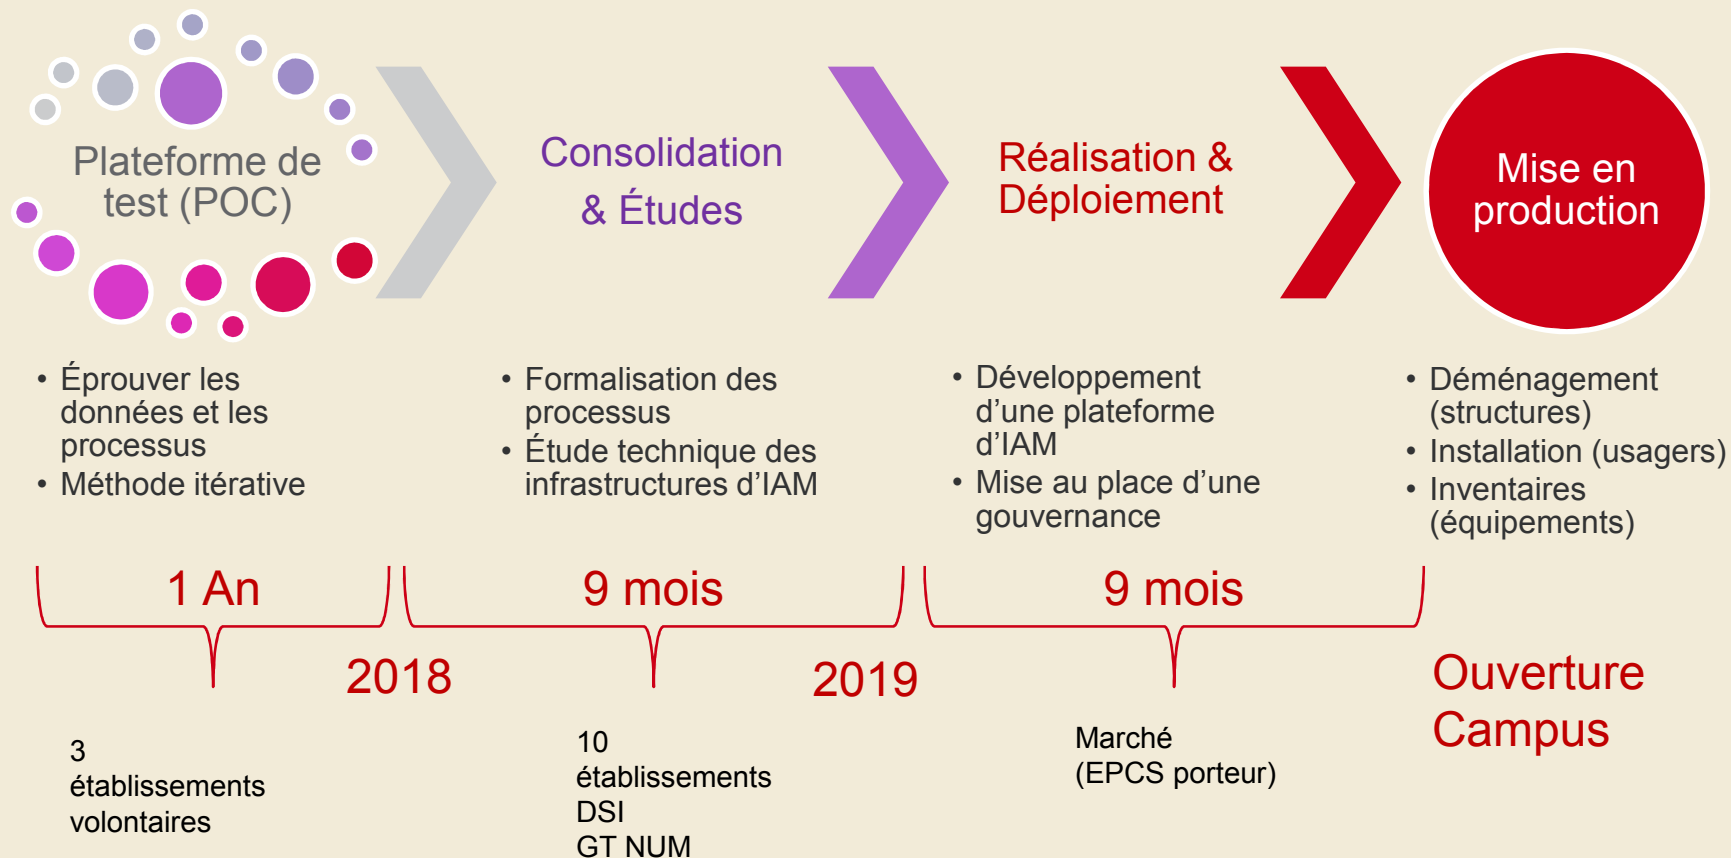 Plateforme de
test (POC)
Consolidation
& Études
Réalisation &
Déploiement
Mise en
production
• Éprouver les
données et les
processus
• Méthode itérative
• Formalisation des
processus
• Étude technique des
infrastructures d’IAM
• Développement
d’une plateforme
d’IAM
• Mise au place d’une
gouvernance
• Déménagement
(structures)
• Installation (usagers)
• Inventaires
(équipements)
1 An
9 mois
9 mois
2018
2019
Ouverture
Campus
3
établissements
volontaires
10
établissements
DSI
GT NUM
Marché
(EPCS porteur)